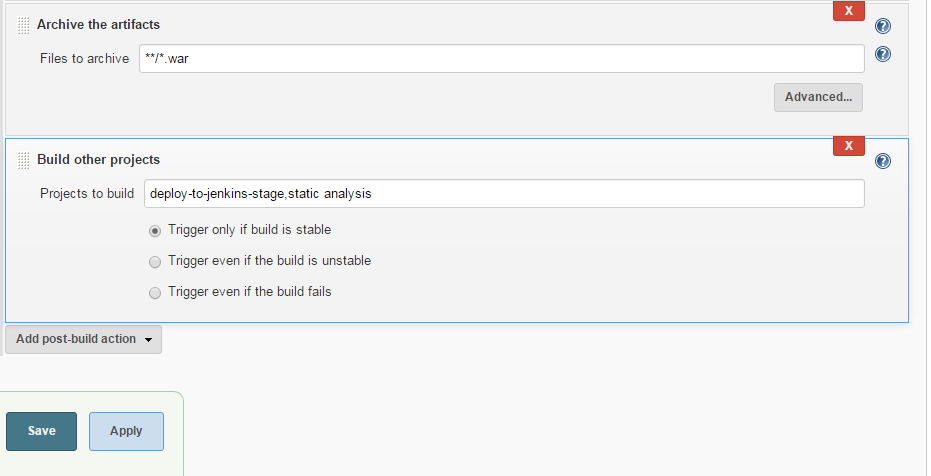 X
Archive the artifacts
Files to archive **/*.war
Advanced...
X
Build other projects
Projects to build deploy-to-jenkins-stage,static analysis
Trigger only if build is stable
Trigger even if the build is unstable
Trigger even if the build fails
Add post-build action
Save Apply